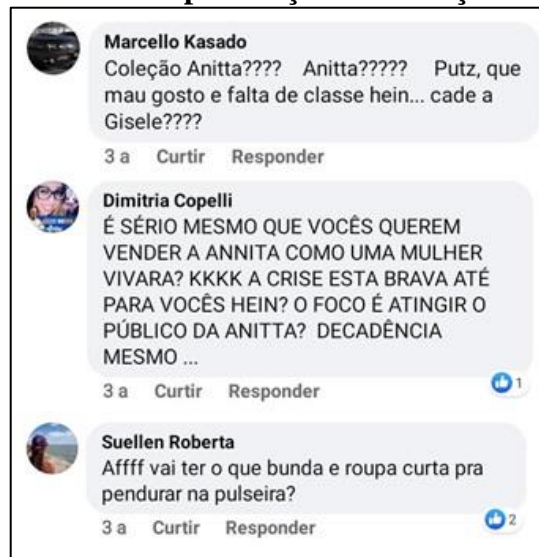 Marcello Kasado
Coleção Anitta???? Anitta????? Putz, que
mau gosto e falta de classe hein... cade a
Gisele????
3 a Curtir Responder
Dimitria Copelli
É SÉRIO MESMO QUE VOCÊS QUEREM
VENDER A ANNITA COMO UMA MULHER
VIVARA? KKKK A CRISE ESTA BRAVA ATÉ
PARA VOCÊS HEIN? O FOCO É ATINGIR O
PÚBLICO DA ANITTA? DECADÊNCIA
MESMO ...
3 a Curtir Responder
1
Suellen Roberta
Affff vai ter o que bunda e roupa curta pra
pendurar na pulseira?
3 a Curtir Responder
2